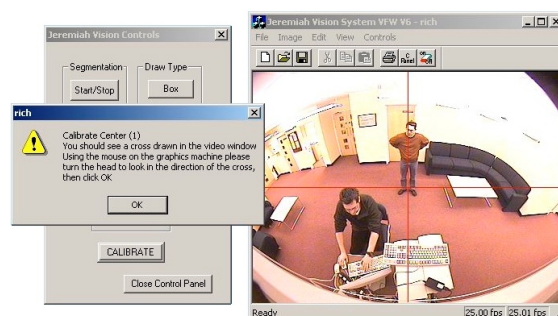 Jeremiah Vision Controls
Segmentation
Draw Type
Start/Stop
Box
rich
Calibrate Center (1)
You should see a cross drawn in the video window
Using the mouse on the graphics machine please
turn the head to look in the direction of the cross,
then click OK
OK
CALIBRATE
Close Control Panel
Jeremiah Vision System VFW V6 - rich
File Image Edit View Controls
C
Panel
Ready
25.00 fps 25.01 fps